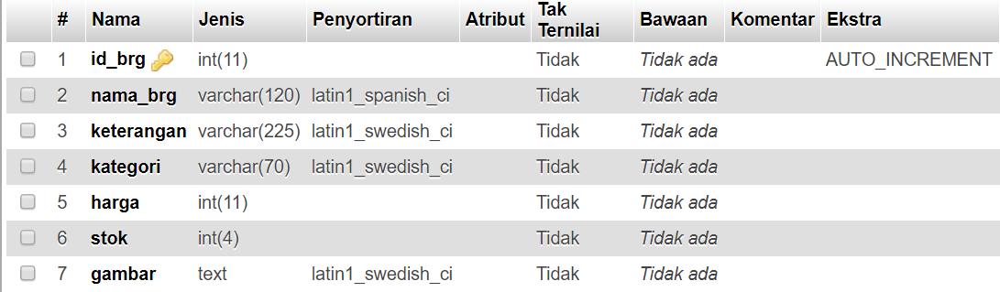 # Nama Jenis Penyortiran Atribut Tak Ternilai Bawaan Komentar Ekstra
1 id_brg int(11) Tidak Tidak ada AUTO_INCREMENT
2 nama_brg varchar(120) latin1_spanish_ci Tidak Tidak ada
3 keterangan varchar(225) latin1_swedish_ci Tidak Tidak ada
4 kategori varchar(70) latin1_swedish_ci Tidak Tidak ada
5 harga int(11) Tidak Tidak ada
6 stok int(4) Tidak Tidak ada
7 gambar text latin1_swedish_ci Tidak Tidak ada